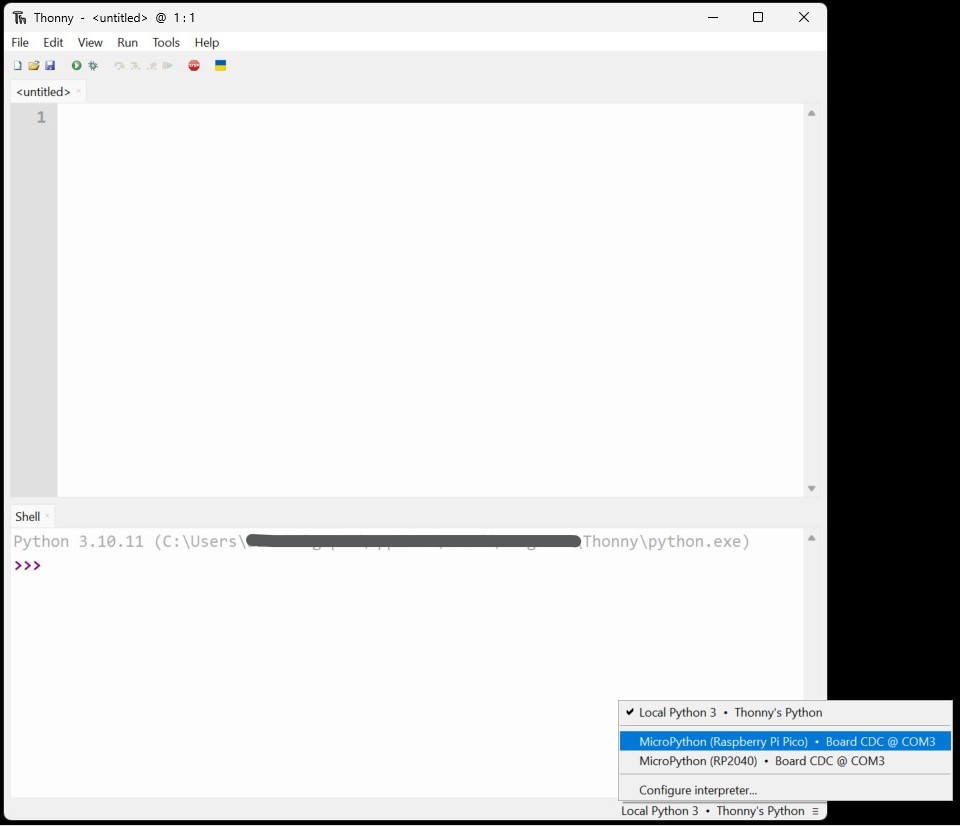 Thonny - <untitled> @ 1:1
File Edit View Run Tools Help
STOP
<untitled> ×
1
Shell ×
Python 3.10.11 (C:\Users\ \Thonny\python.exe)
>>>
✔ Local Python 3 • Thonny's Python
MicroPython (Raspberry Pi Pico) • Board CDC @ COM3
MicroPython (RP2040) • Board CDC @ COM3
Configure interpreter...
Local Python 3 • Thonny's Python ≡